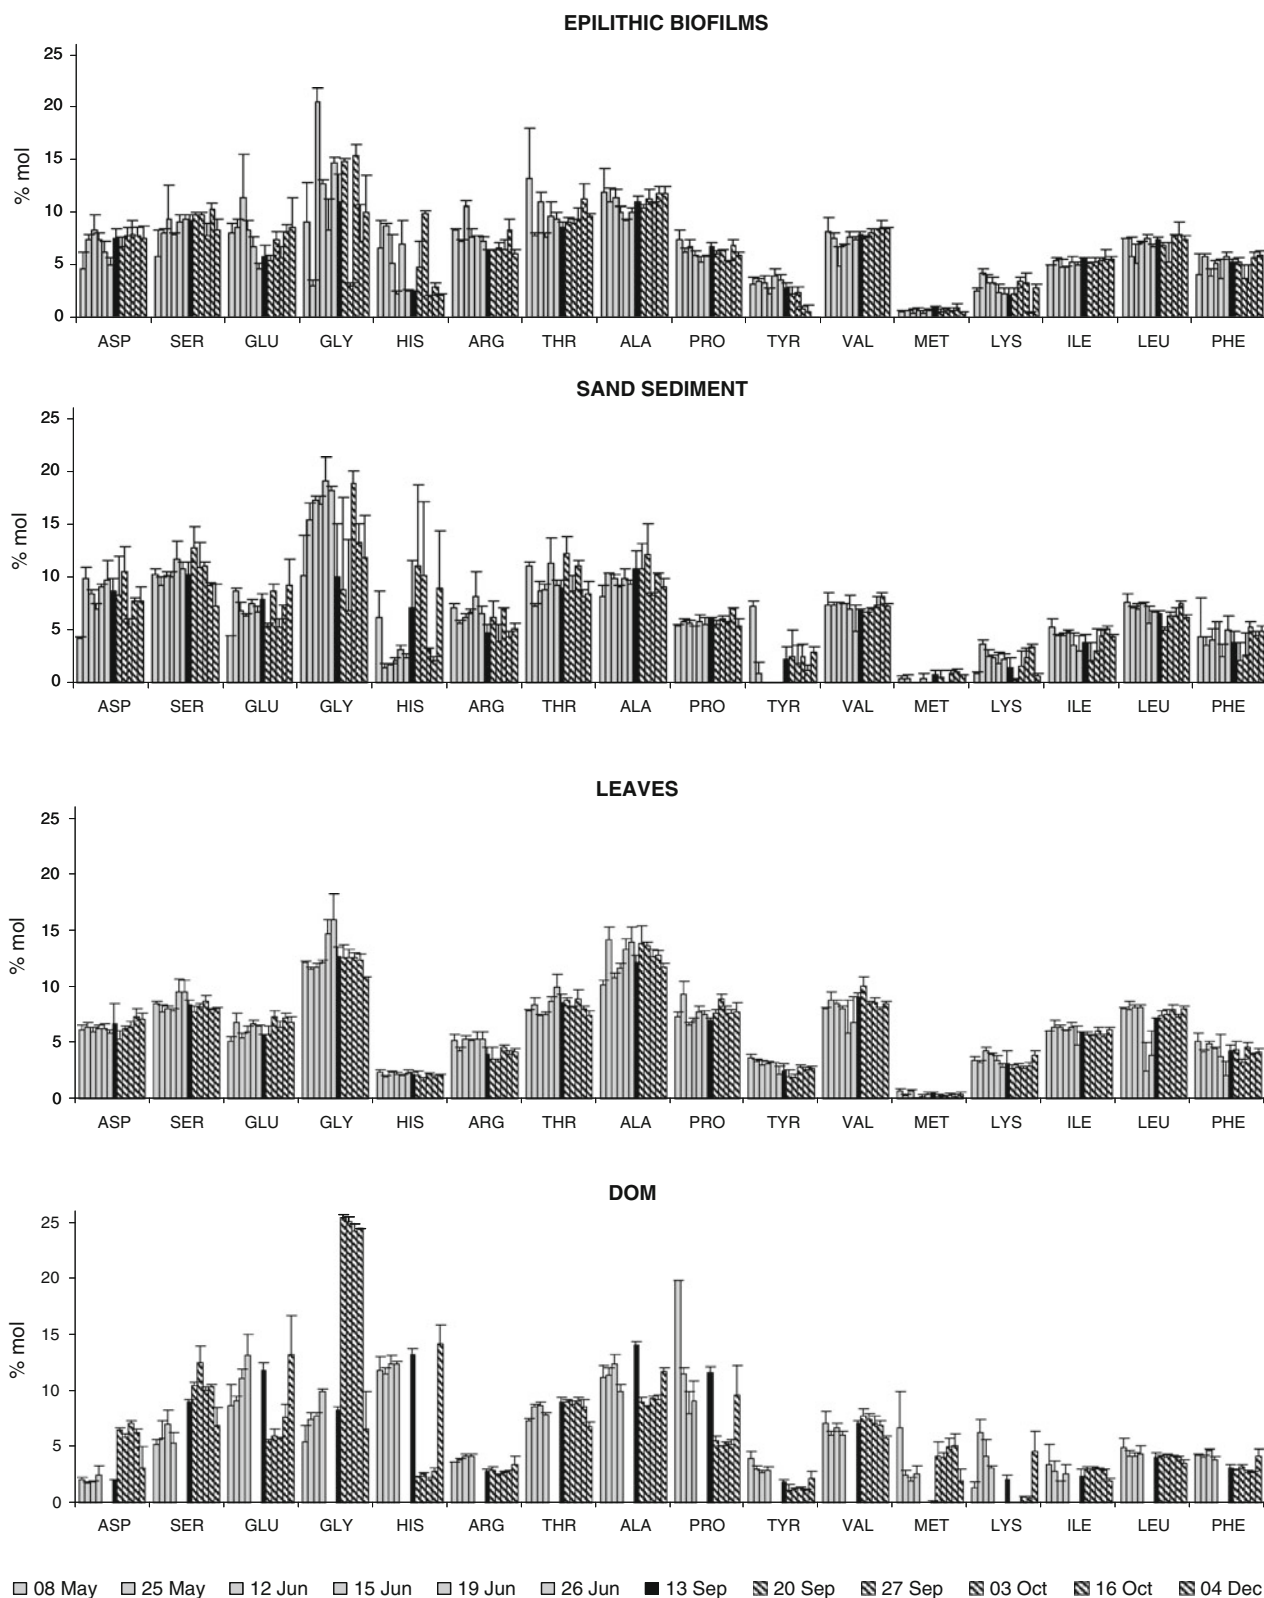 EPILITHIC BIOFILMS
25
20
15
10
5
0
% mol
ASP SER GLU GLY HIS ARG THR ALA PRO TYR VAL MET LYS ILE LEU PHE
SAND SEDIMENT
25
20
15
10
5
0
% mol
ASP SER GLU GLY HIS ARG THR ALA PRO TYR VAL MET LYS ILE LEU PHE
LEAVES
25
20
15
10
5
0
% mol
ASP SER GLU GLY HIS ARG THR ALA PRO TYR VAL MET LYS ILE LEU PHE
DOM
25
20
15
10
5
0
% mol
ASP SER GLU GLY HIS ARG THR ALA PRO TYR VAL MET LYS ILE LEU PHE
08 May 25 May 12 Jun 15 Jun 19 Jun 26 Jun 13 Sep 20 Sep 27 Sep 03 Oct 16 Oct 04 Dec